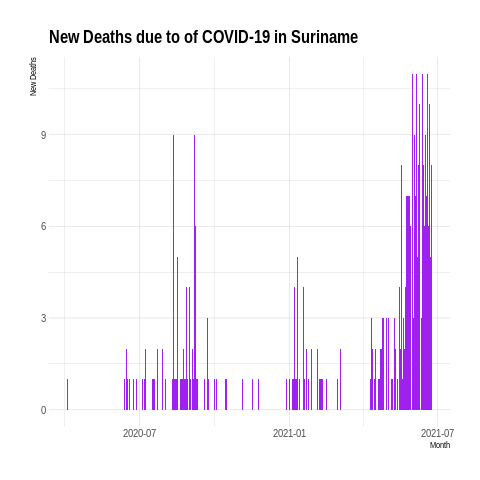 New Deaths due to of COVID-19 in Suriname
New Deaths
9
6
3
0
2020-07
2021-01
2021-07
Month